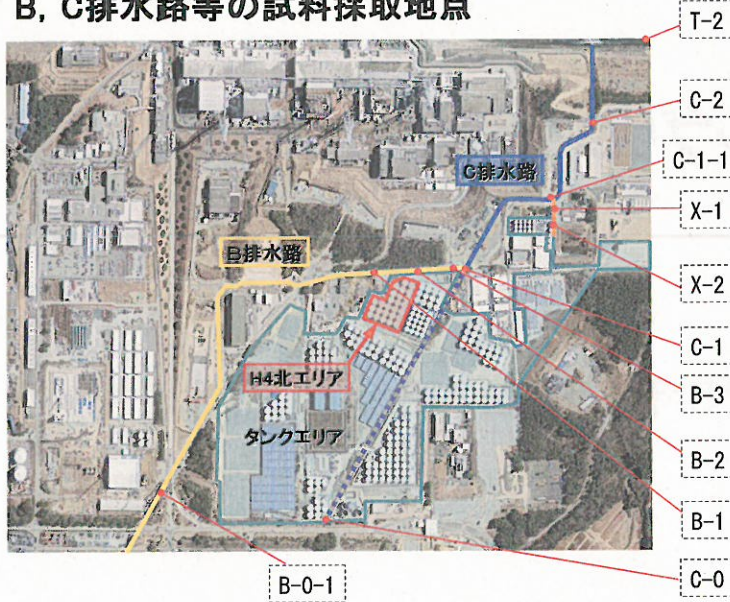 B, C排水路等の試料採取地点
T-2
C-2
C-1-1
C排水路
X-1
B排水路
X-2
C-1
H4北エリア
B-3
タンクエリア
B-2
B-1
B-0-1
C-0